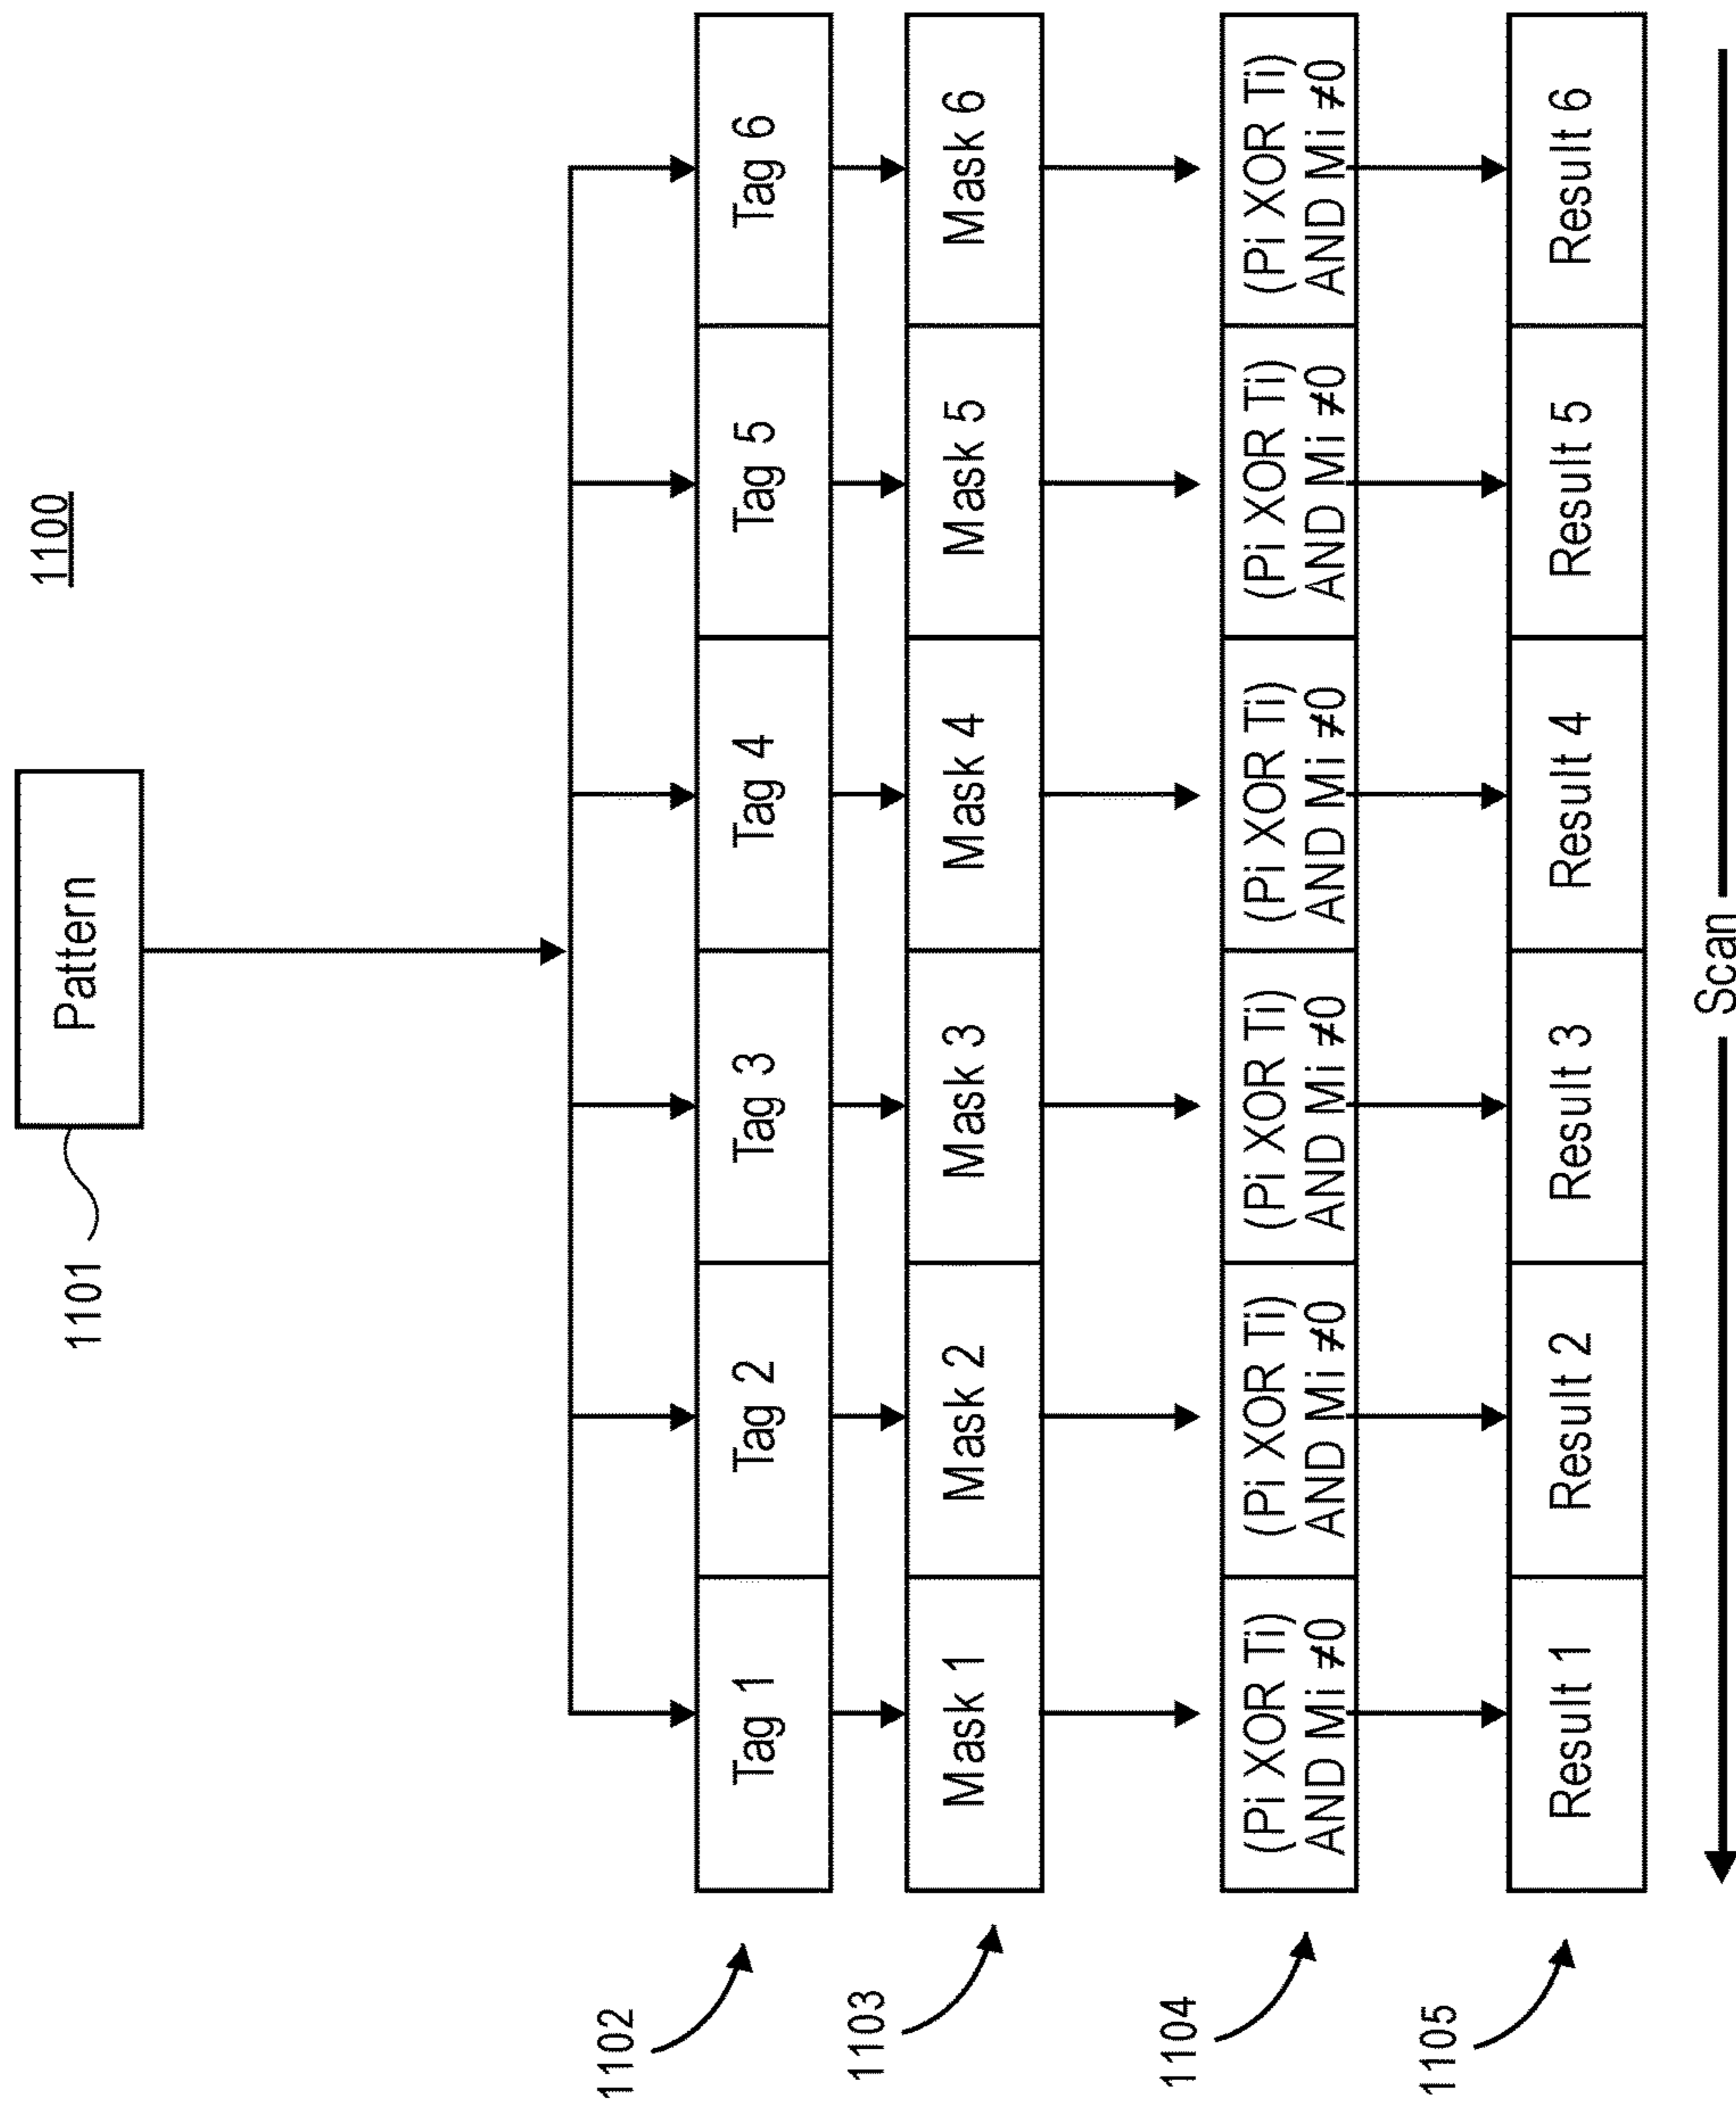 1100
Pattern
1101
Tag 1
Tag 2
Tag 3
Tag 4
Tag 5
Tag 6
1102
Mask 1
Mask 2
Mask 3
Mask 4
Mask 5
Mask 6
1103
(Pi XOR Ti)
AND Mi ≠0
(Pi XOR Ti)
AND Mi ≠0
(Pi XOR Ti)
AND Mi ≠0
(Pi XOR Ti)
AND Mi ≠0
(Pi XOR Ti)
AND Mi ≠0
(Pi XOR Ti)
AND Mi ≠0
1104
Result 1
Result 2
Result 3
Result 4
Result 5
Result 6
1105
Scan